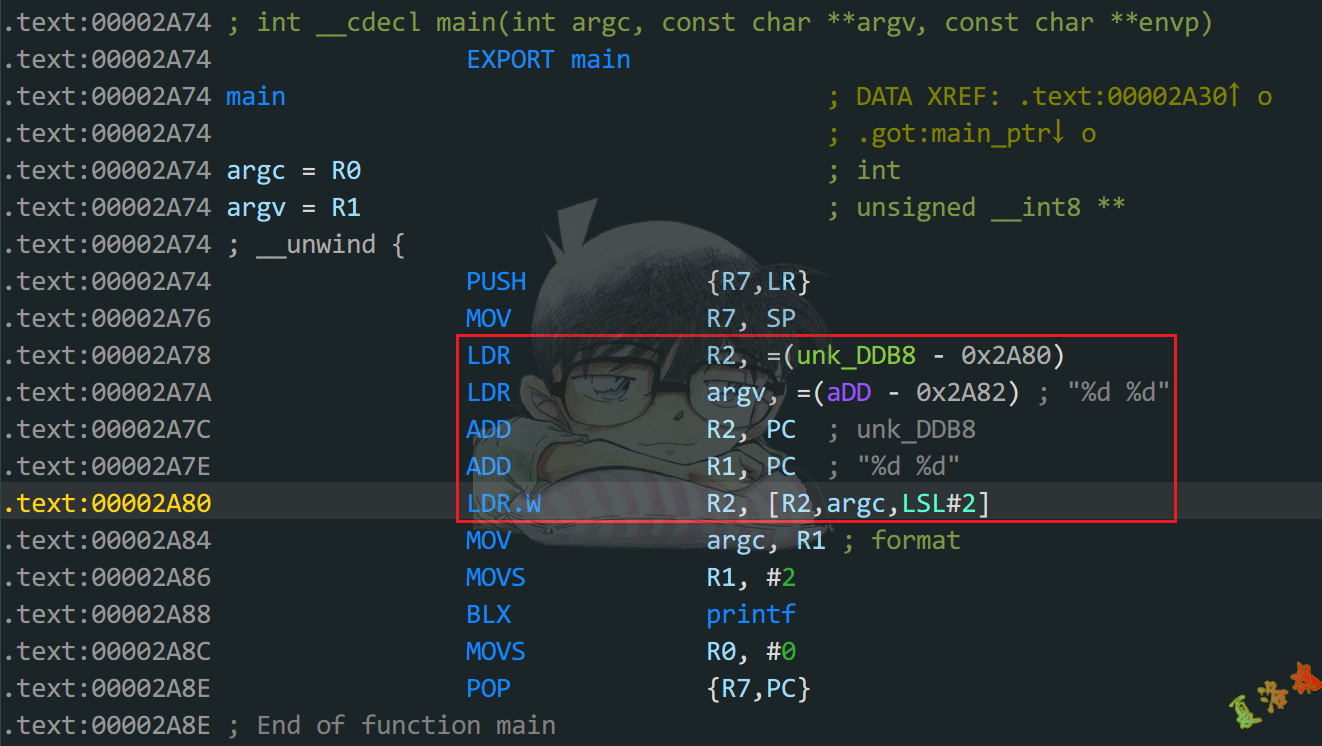 .text:00002A74 ; int __cdecl main(int argc, const char **argv, const char **envp)
.text:00002A74 EXPORT main
.text:00002A74 main ; DATA XREF: .text:00002A30↑ o
.text:00002A74 ; .got:main_ptr↓ o
.text:00002A74 argc = R0 ; int
.text:00002A74 argv = R1 ; unsigned __int8 **
.text:00002A74 ; __unwind {
.text:00002A74 PUSH {R7,LR}
.text:00002A76 MOV R7, SP
.text:00002A78 LDR R2, =(unk_DDB8 - 0x2A80)
.text:00002A7A LDR argv, =(aDD - 0x2A82) ; "%d %d"
.text:00002A7C ADD R2, PC ; unk_DDB8
.text:00002A7E ADD R1, PC ; "%d %d"
.text:00002A80 LDR.W R2, [R2,argc,LSL#2]
.text:00002A84 MOV argc, R1 ; format
.text:00002A86 MOVS R1, #2
.text:00002A88 BLX printf
.text:00002A8C MOVS R0, #0
.text:00002A8E POP {R7,PC}
.text:00002A8E ; End of function main